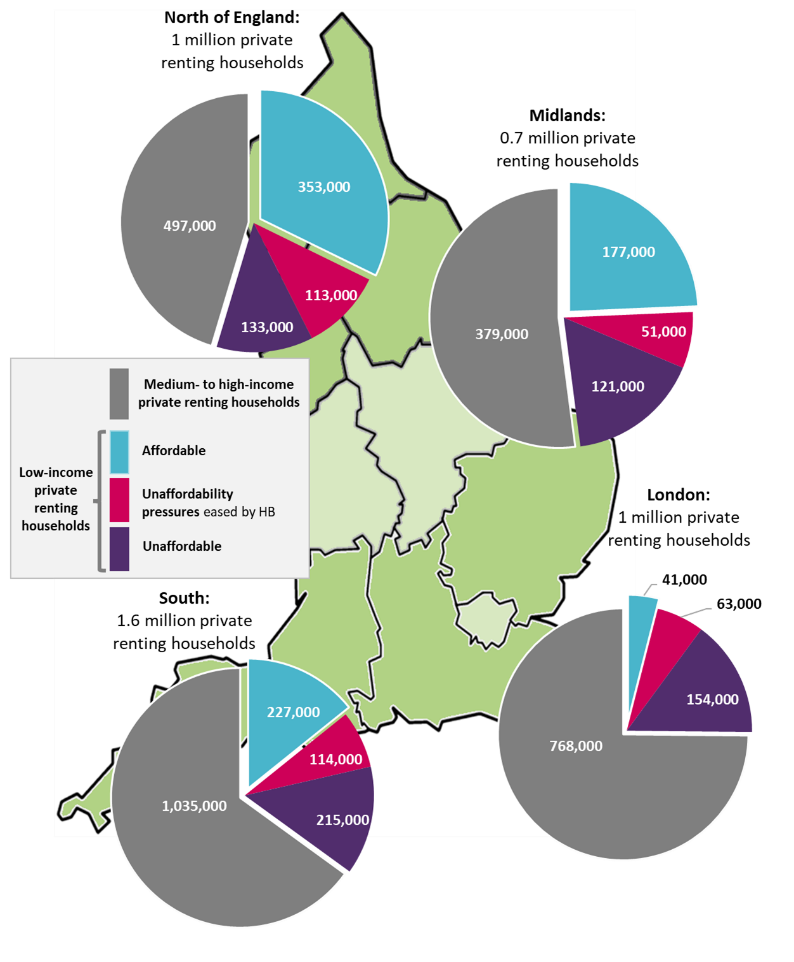 North of England:
1 million private
renting households
353,000
497,000
113,000
133,000
Midlands:
0.7 million private
renting households
177,000
51,000
379,000
121,000
Medium- to high-income
private renting households
Low-income
private
renting
households
Affordable
Unaffordability
pressures eased by HB
Unaffordable
London:
1 million private
renting households
41,000
63,000
154,000
768,000
South:
1.6 million private
renting households
227,000
114,000
1,035,000
215,000